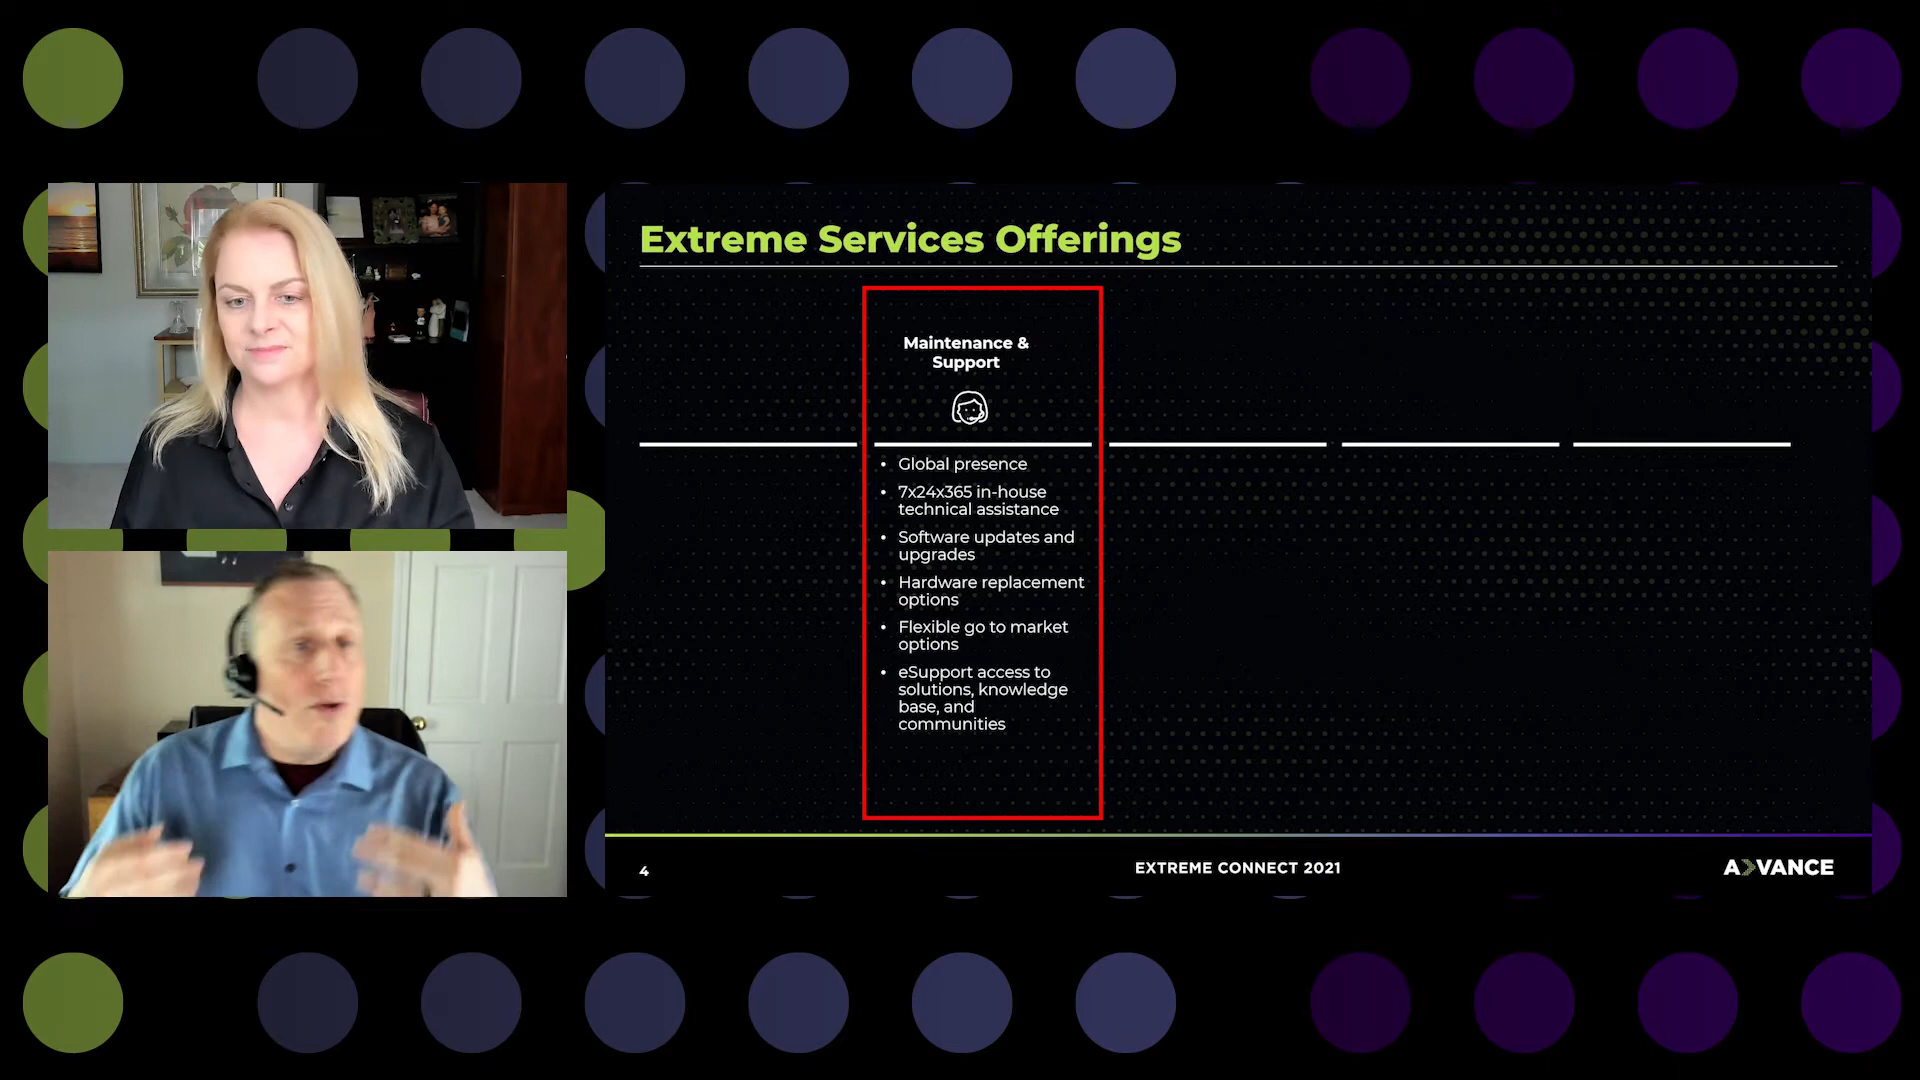 Extreme Services Offerings
Maintenance &
Support
• Global presence
• 7x24x365 in-house
technical assistance
• Software updates and
upgrades
• Hardware replacement
options
• Flexible go to market
options
• eSupport access to
solutions, knowledge
base, and
communities
4
EXTREME CONNECT 2021
ADVANCE